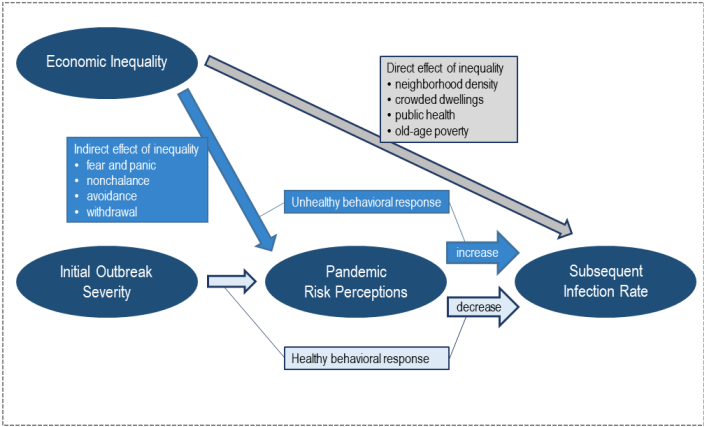 Economic Inequality
Direct effect of inequality
• neighborhood density
• crowded dwellings
• public health
• old-age poverty
Indirect effect of inequality
• fear and panic
• nonchalance
• avoidance
• withdrawal
Unhealthy behavioral response
increase
Initial Outbreak
Severity
Pandemic
Risk Perceptions
Subsequent
Infection Rate
decrease
Healthy behavioral response